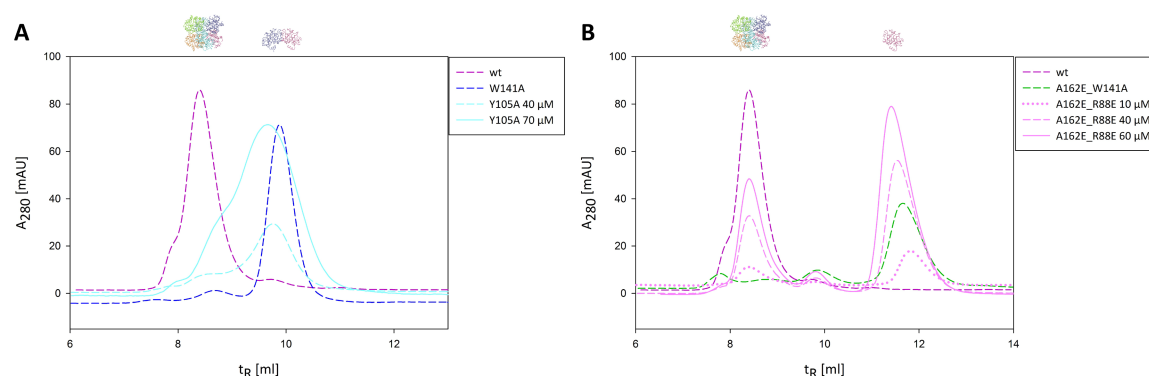 A
100
80
60
40
20
0
A280 [mAU]
6
8
10
12
tR [ml]
wt
W141A
Y105A 40 µM
Y105A 70 µM
B
100
80
60
40
20
0
A280 [mAU]
6
8
10
12
14
tR [ml]
wt
A162E_W141A
A162E_R88E 10 µM
A162E_R88E 40 µM
A162E_R88E 60 µM